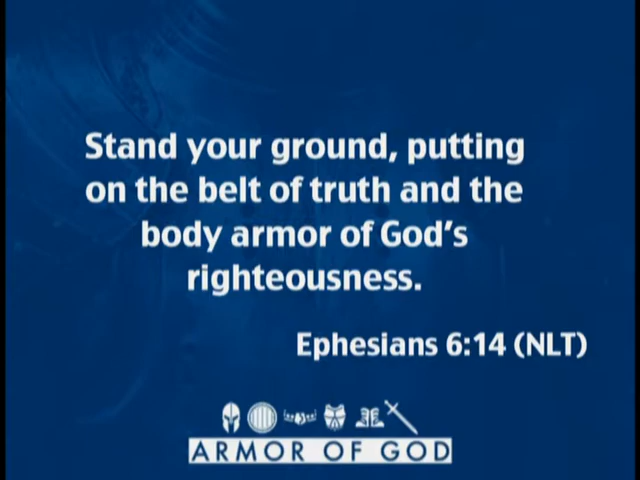 Stand your ground, putting
on the belt of truth and the
body armor of God's
righteousness.
Ephesians 6:14 (NLT)
ARMOR OF GOD